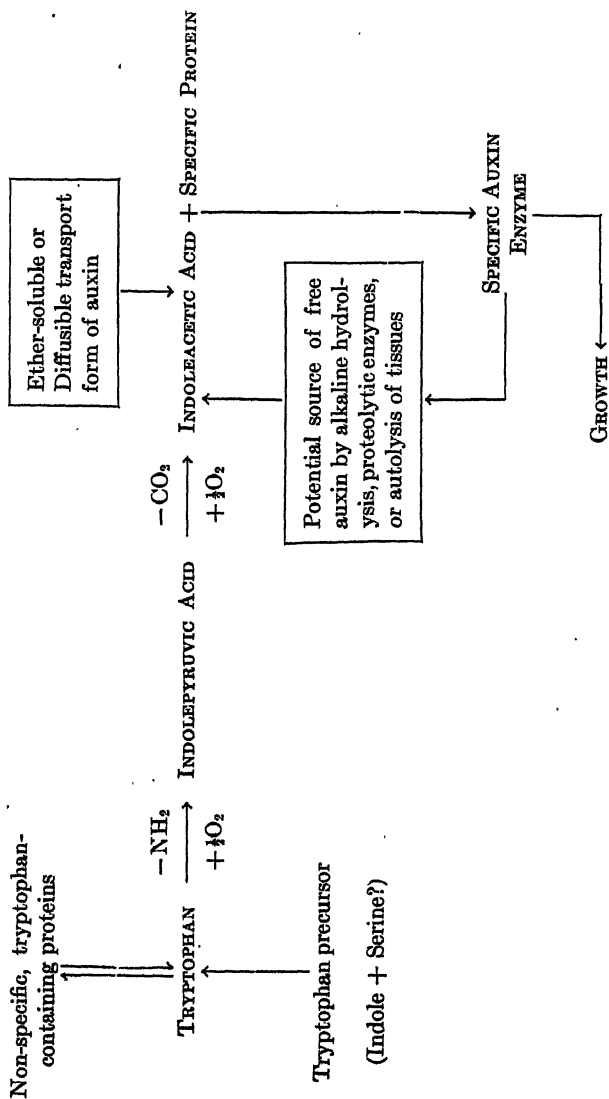 Non-specific, tryptophan-
containing proteins
TRYPTOPHAN
Tryptophan precursor
(Indole + Serine?)
—NH₂
+½O₂
INDOLEPYRUVIC ACID
—CO₂
+½O₂
Ether-soluble or
Diffusible transport
form of auxin
INDOLEACETIC ACID + SPECIFIC PROTEIN
Potential source of free
auxin by alkaline hydrol-
ysis, proteolytic enzymes,
or autolysis of tissues
SPECIFIC AUXIN
ENZYME
GROWTH